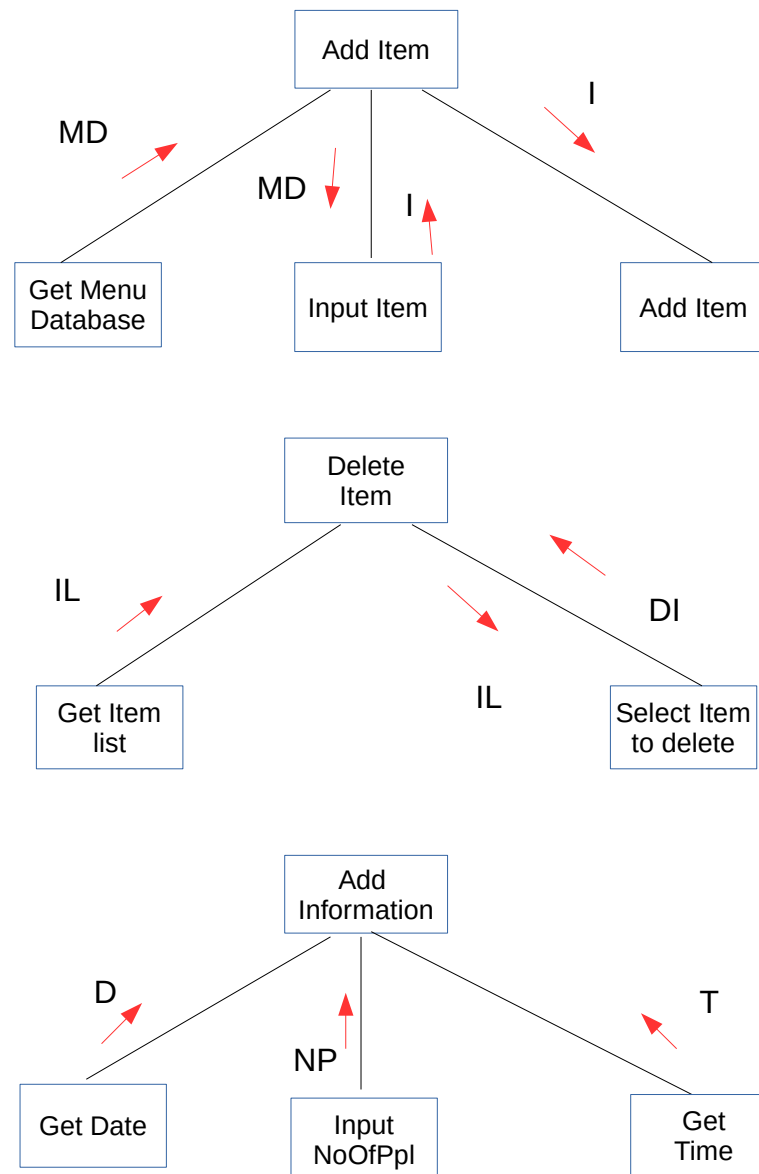 Add Item
I
MD
MD
I
Get Menu
Database
Input Item
Add Item
Delete
Item
IL
DI
IL
Get Item
list
Select Item
to delete
Add
Information
D
T
NP
Get Date
Input
NoOfPpl
Get
Time